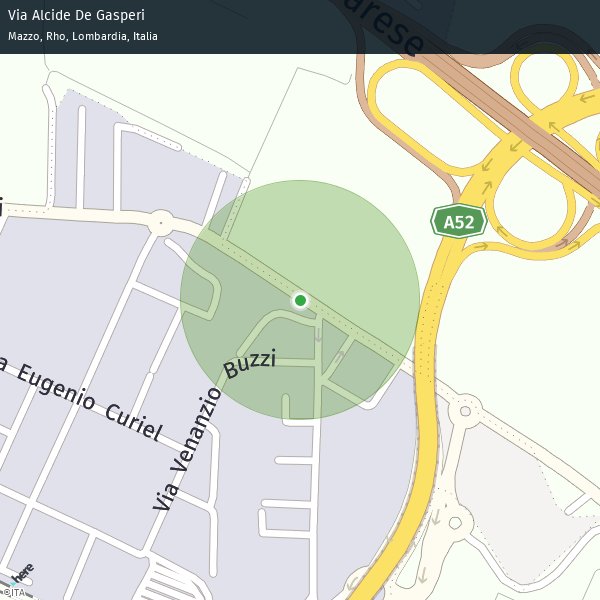 Via Alcide De Gasperi
Mazzo, Rho, Lombardia, Italia
arese
i
A52
Buzzi
a Eugenio Curiel
Via Venanzio
here
©ITA